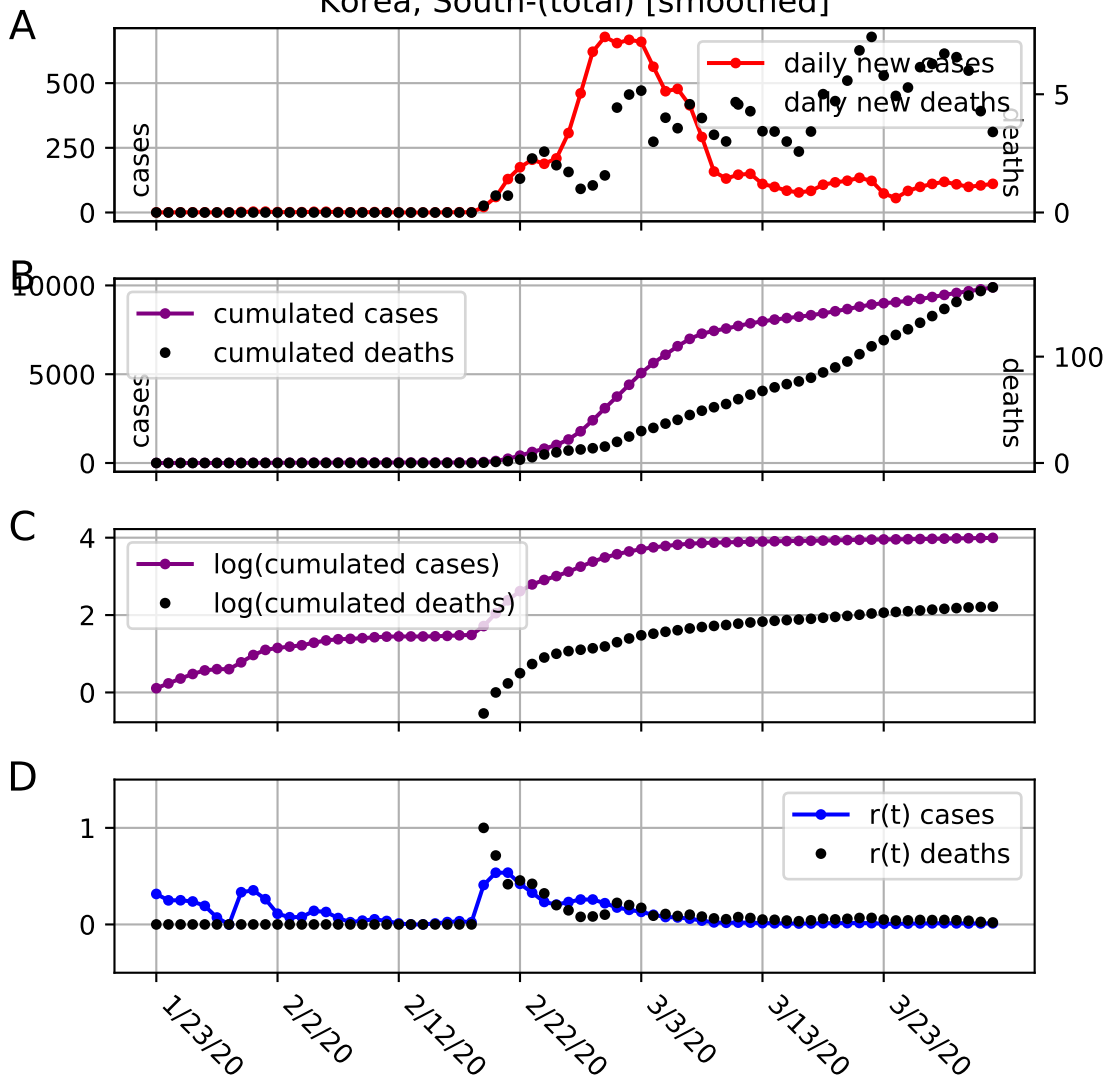 Korea, South-(total) [smoothed]
A
500
250
0
cases
daily new cases
daily new deaths
5
0
deaths
B
10000
5000
0
cases
cumulated cases
cumulated deaths
100
0
deaths
C
4
2
0
log(cumulated cases)
log(cumulated deaths)
D
1
0
r(t) cases
r(t) deaths
1/23/20
2/2/20
2/12/20
2/22/20
3/3/20
3/13/20
3/23/20